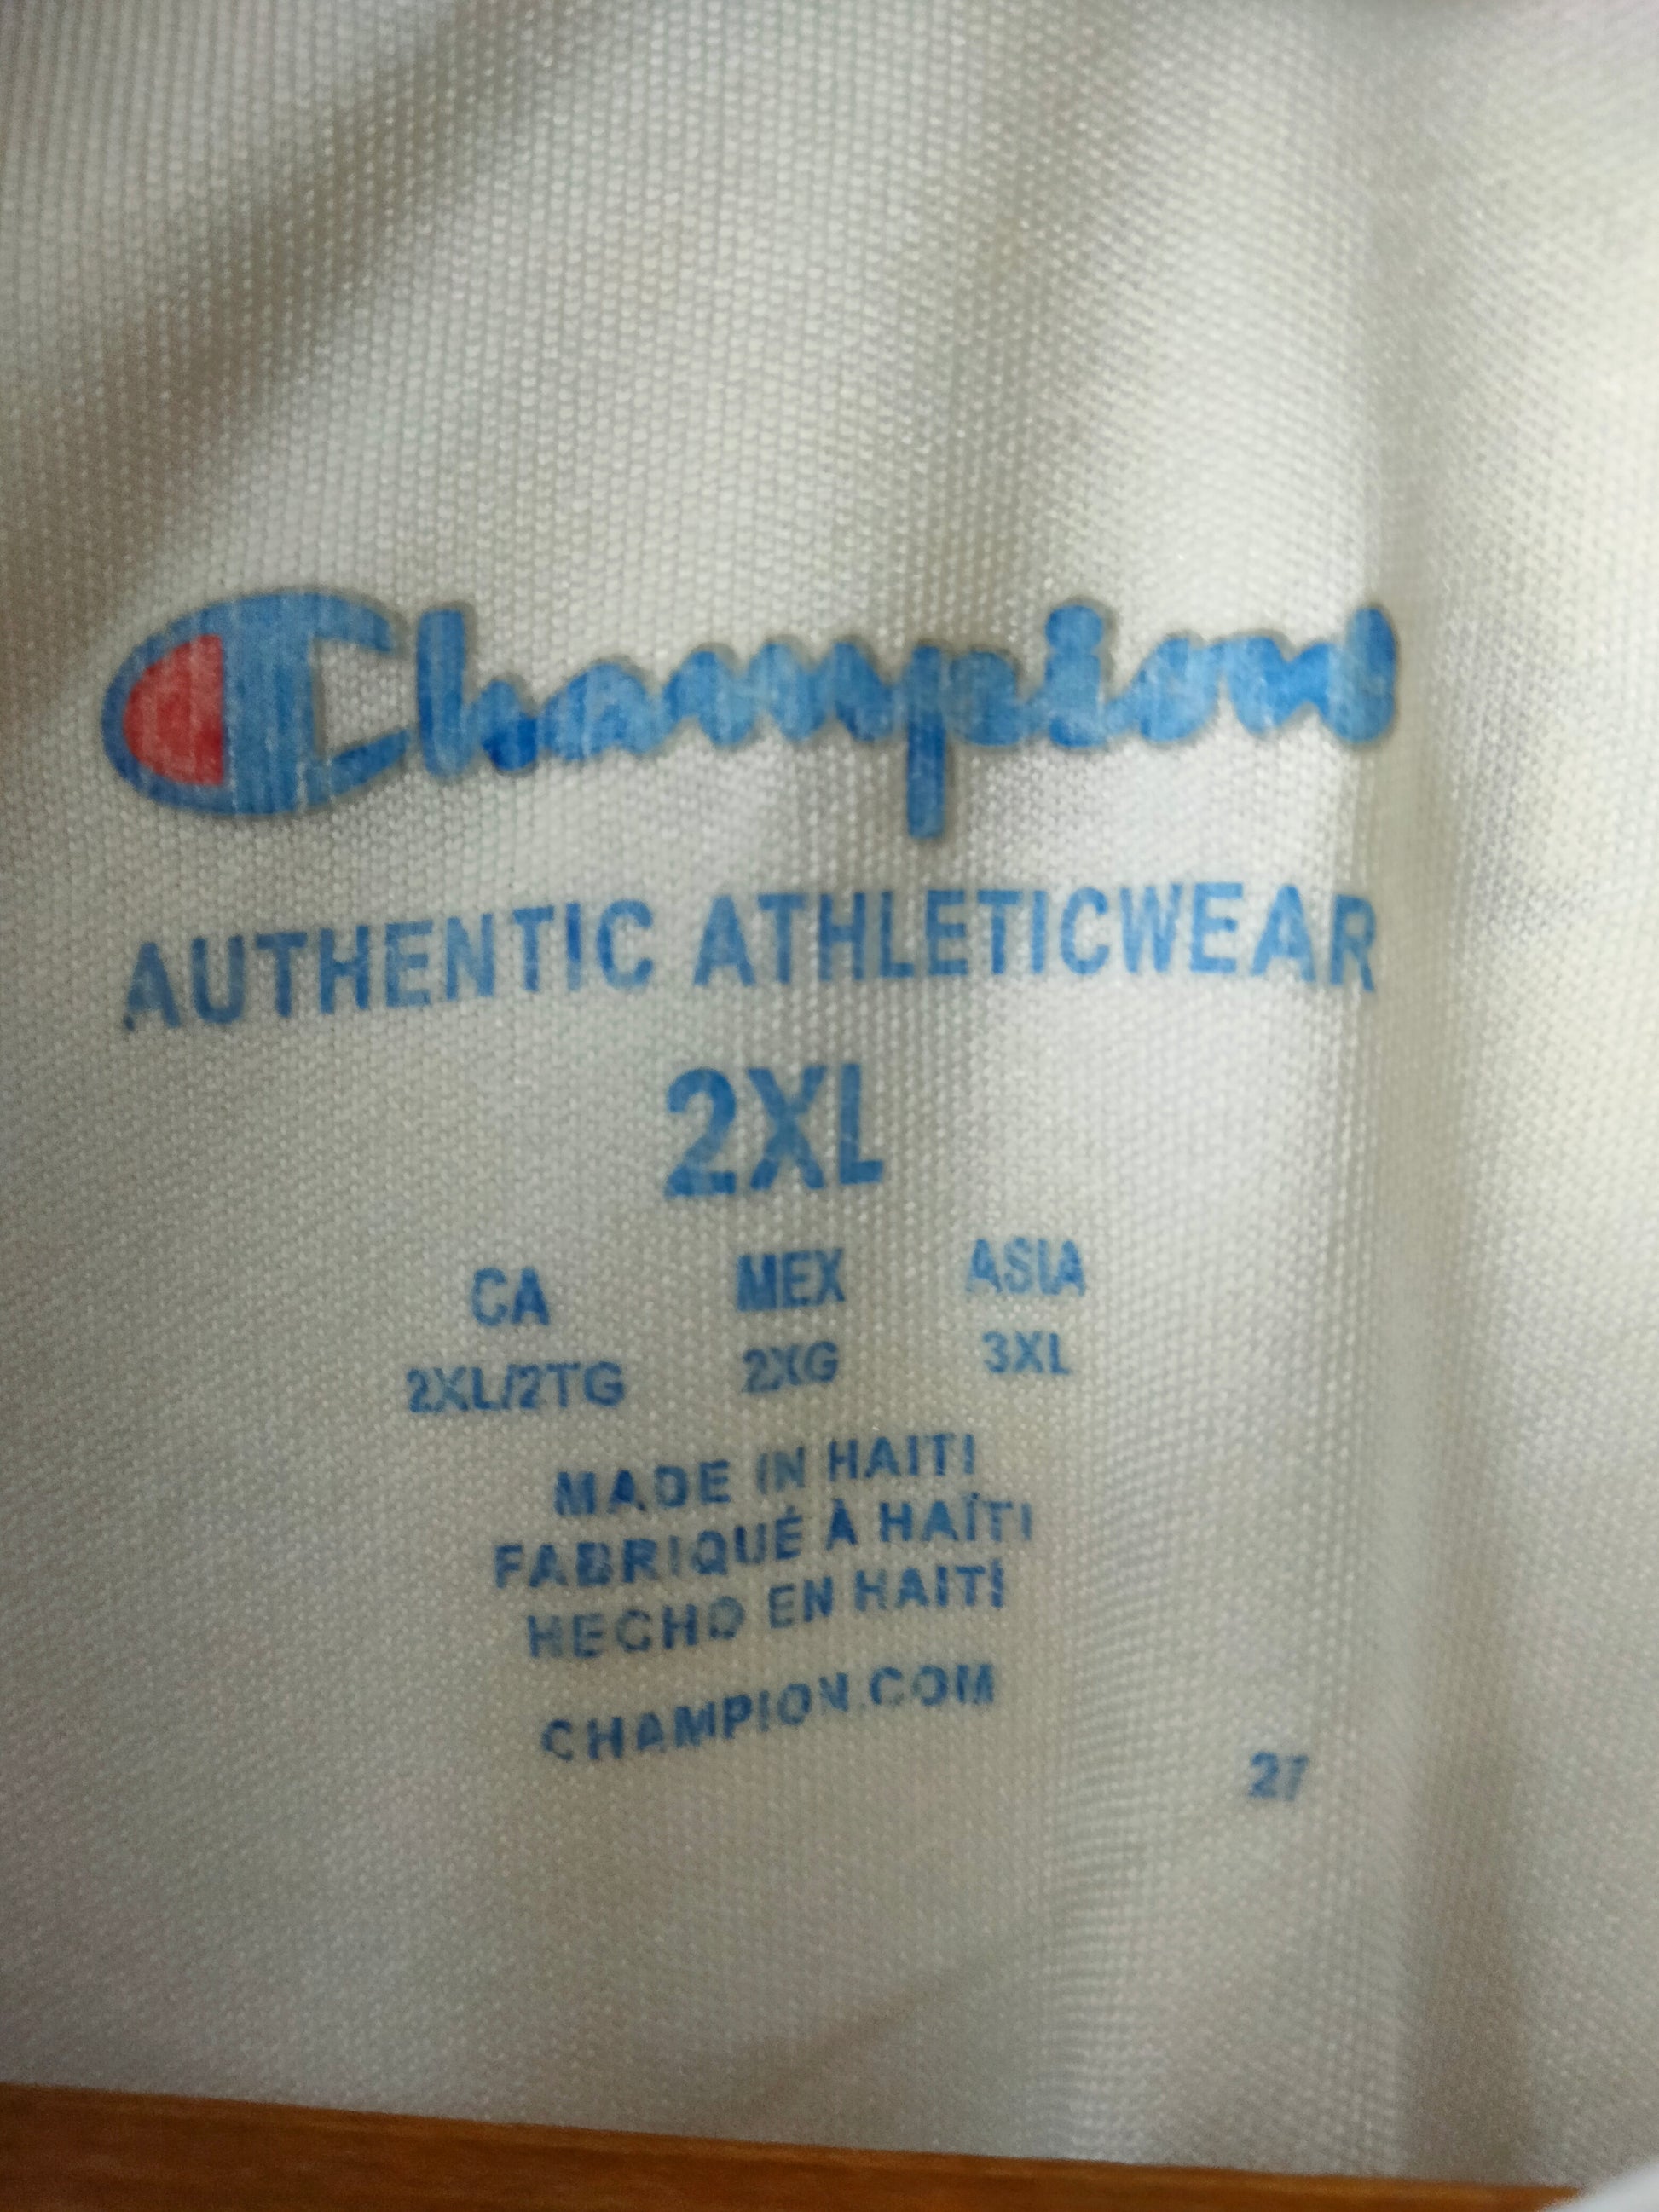 Champion
AUTHENTIC ATHLETICWEAR
2XL
CA MEX ASIA
2XL/2TG 2XG 3XL
MADE IN HAITI
FABRIQUÉ À HAÏTI
HECHO EN HAITÍ
CHAMPION.COM
27